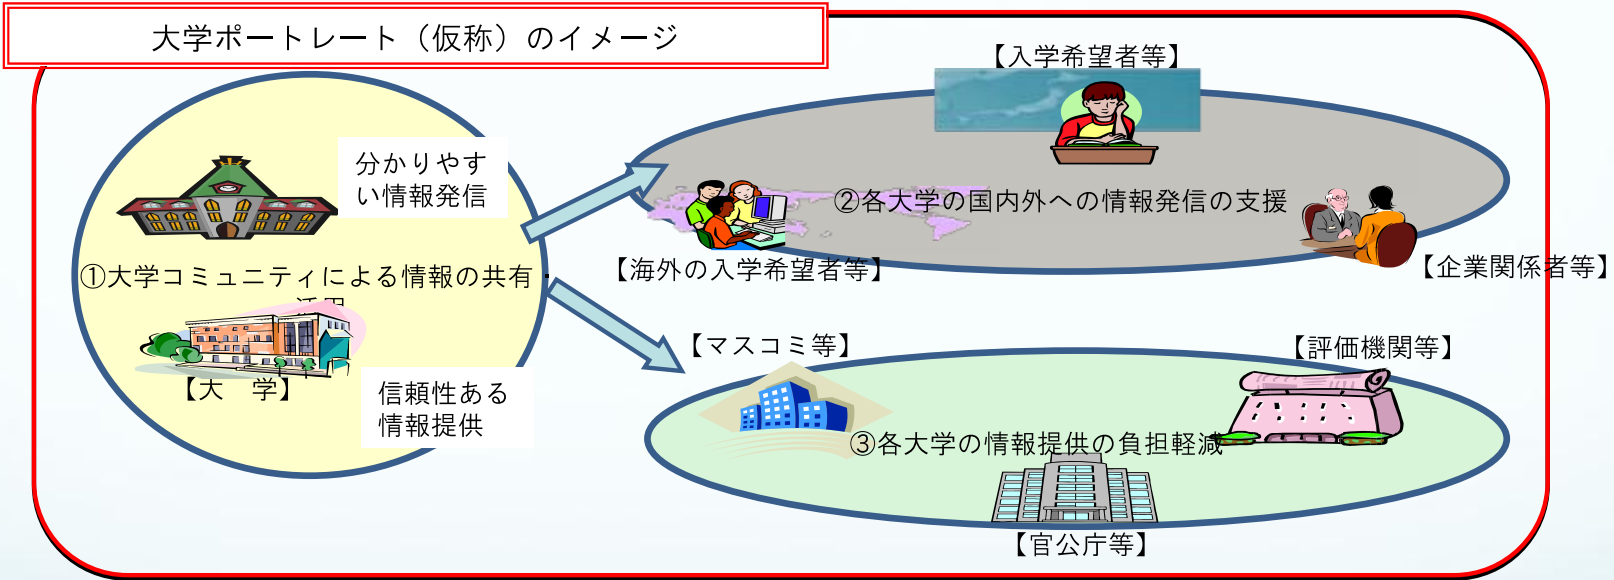 大学ポートレート（仮称）のイメージ
【入学希望者等】
分かりやす
い情報発信
②各大学の国内外への情報発信の支援
【海外の入学希望者等】
【企業関係者等】
①大学コミュニティによる情報の共有・
活用
【マスコミ等】
【評価機関等】
【大　学】
信頼性ある
情報提供
③各大学の情報提供の負担軽減
【官公庁等】